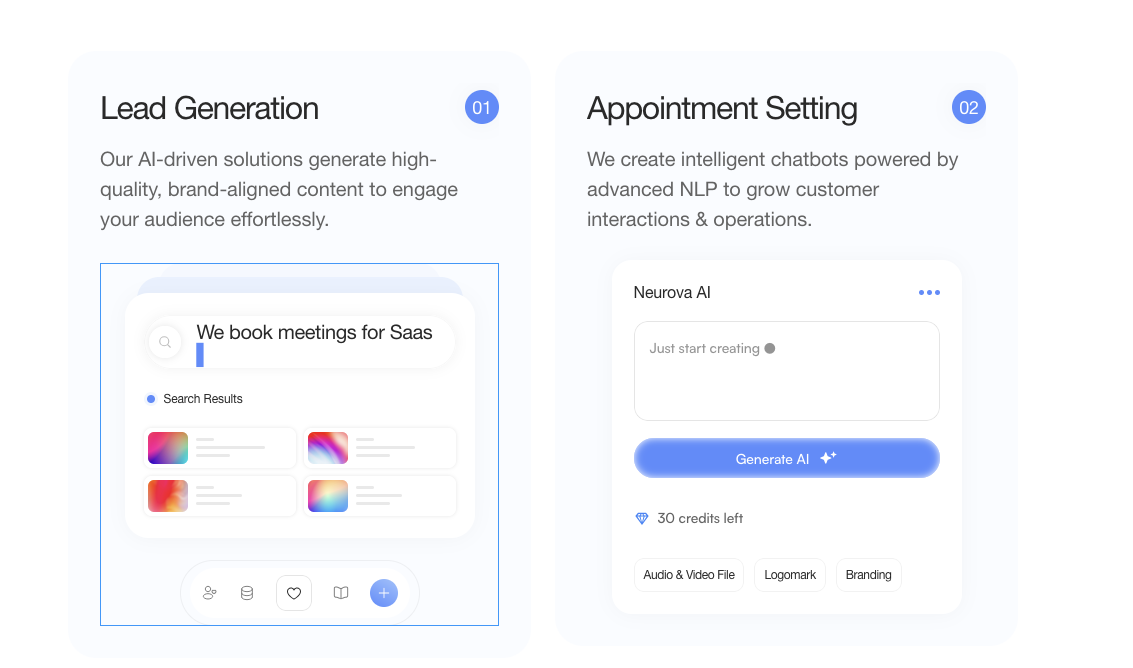 Lead Generation
01
Our AI-driven solutions generate high-
quality, brand-aligned content to engage
your audience effortlessly.
We book meetings for Saas
Search Results
Appointment Setting
02
We create intelligent chatbots powered by
advanced NLP to grow customer
interactions & operations.
Neurova AI
Just start creating
Generate AI
30 credits left
Audio & Video File
Logomark
Branding